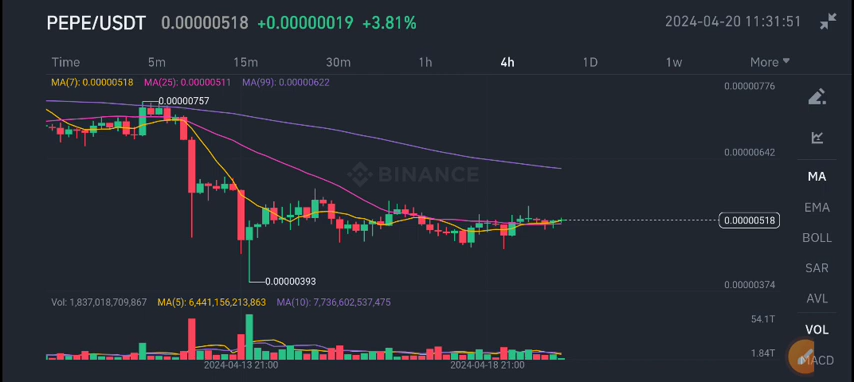 PEPE/USDT 0.00000518 +0.00000019 +3.81% 2024-04-20 11:31:51
Time 5m 15m 30m 1h 4h 1D 1w More
MA(7): 0.00000518 MA(25): 0.00000511 MA(99): 0.00000622
0.00000776
0.00000757
0.00000642
BINANCE
MA
EMA
0.00000518
BOLL
SAR
0.00000393
0.00000374
AVL
Vol: 1,837,018,709,867 MA(5): 6,441,156,213,863 MA(10): 7,736,602,537,475
54.1T
VOL
1.84T
MACD
2024-04-13 21:00 2024-04-18 21:00